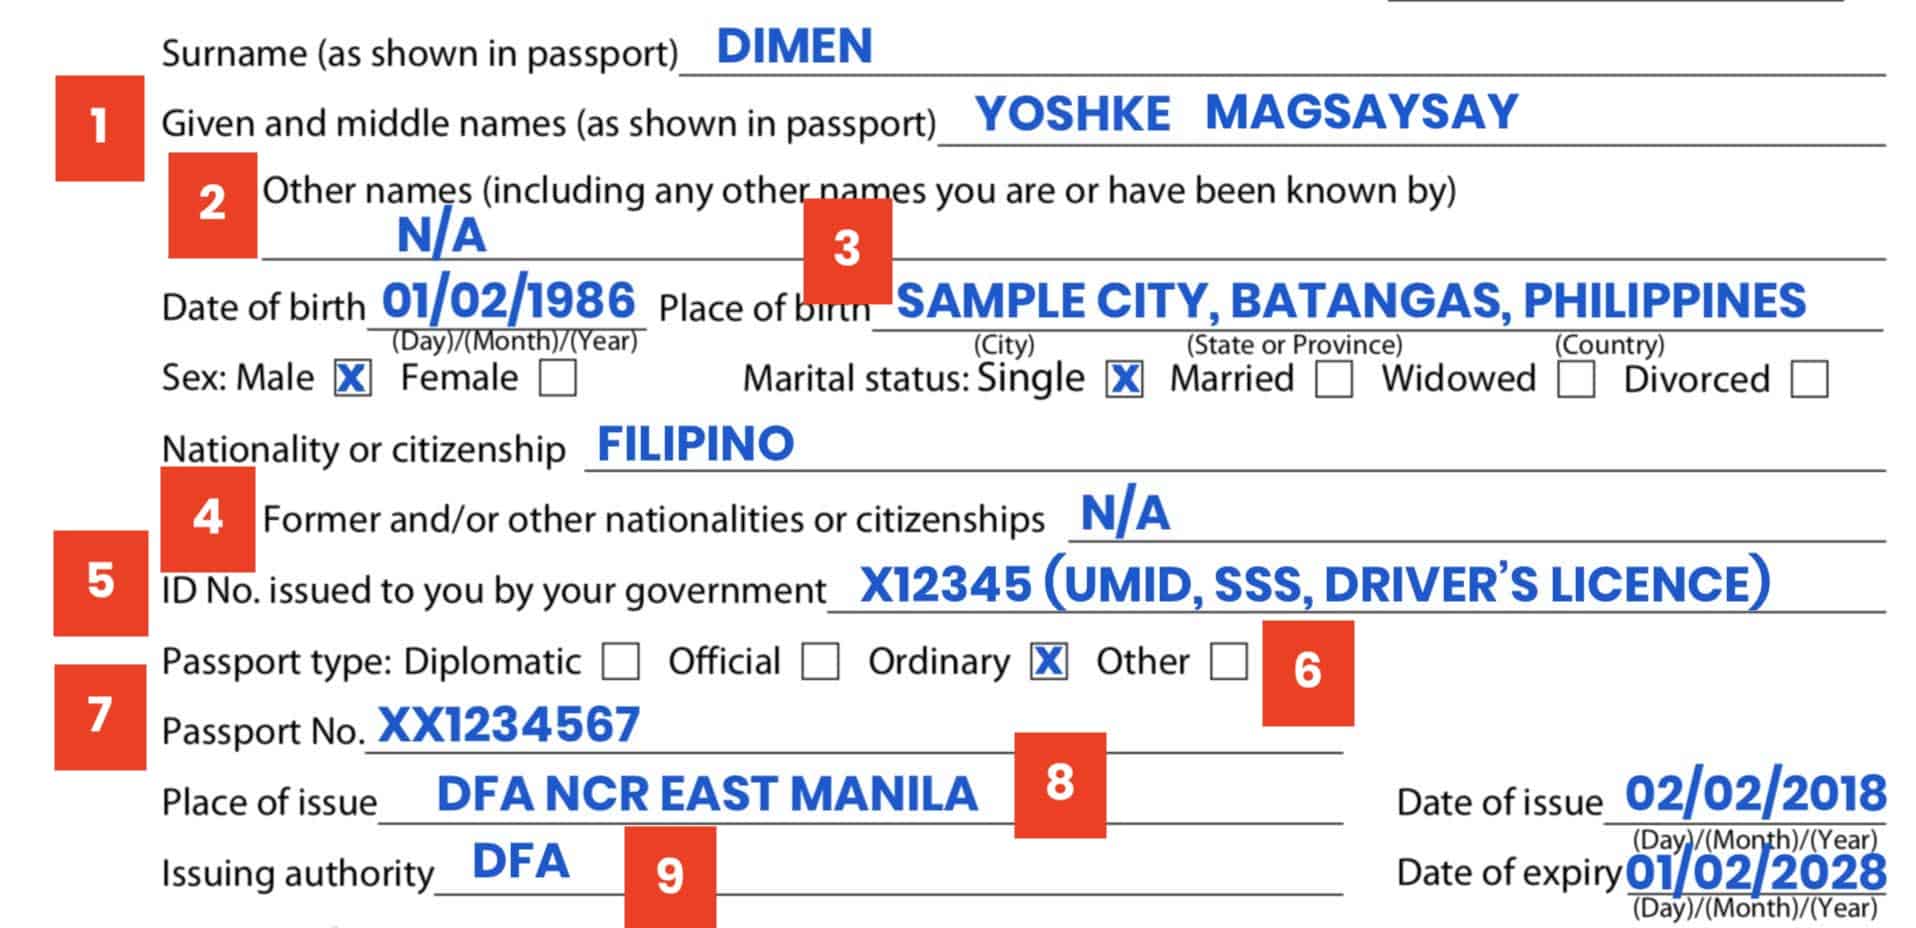 Surname (as shown in passport) DIMEN
1 Given and middle names (as shown in passport) YOSHKE MAGSAYSAY
2 Other names (including any other names you are or have been known by)
N/A
3
Date of birth 01/02/1986 Place of birth SAMPLE CITY, BATANGAS, PHILIPPINES
(Day)/(Month)/(Year) (City) (State or Province) (Country)
Sex: Male X Female Marital status: Single X Married Widowed Divorced
Nationality or citizenship FILIPINO
4 Former and/or other nationalities or citizenships N/A
5 ID No. issued to you by your government X12345 (UMID, SSS, DRIVER'S LICENCE)
Passport type: Diplomatic Official Ordinary X Other 6
7 Passport No. XX1234567
Place of issue DFA NCR EAST MANILA 8 Date of issue 02/02/2018
(Day)/(Month)/(Year)
Issuing authority DFA 9 Date of expiry 01/02/2028
(Day)/(Month)/(Year)